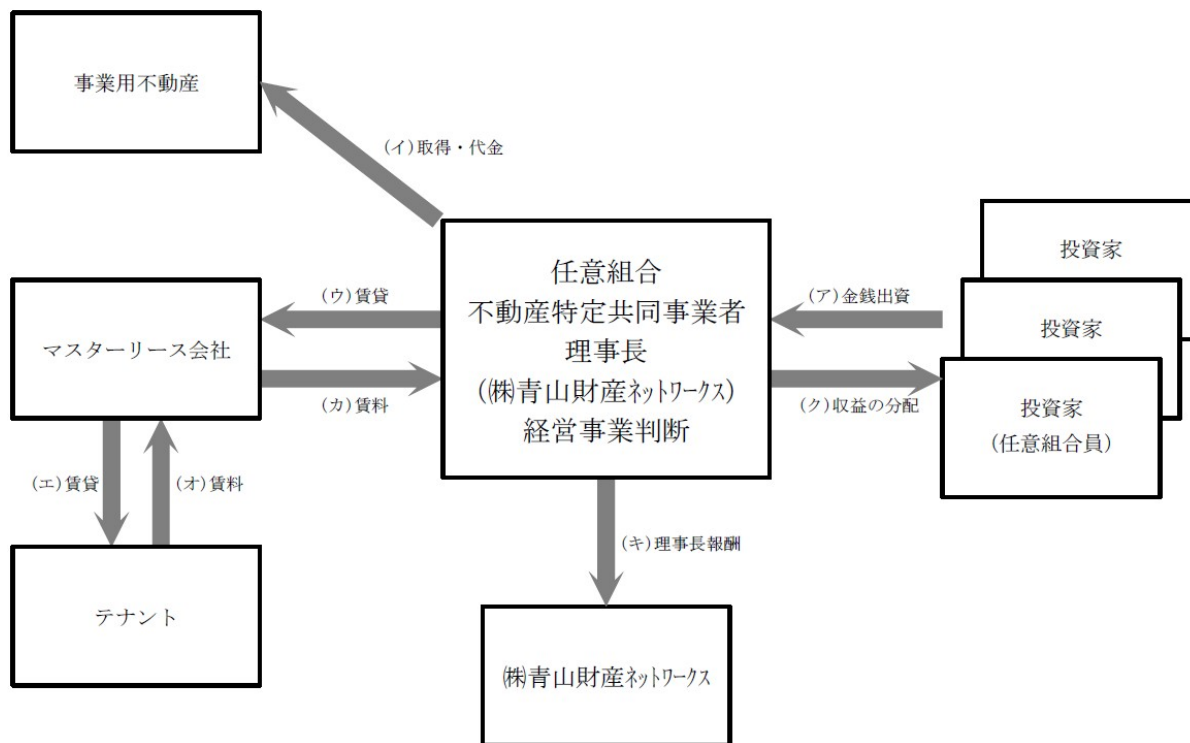 事業用不動産
(イ)取得・代金
投資家
投資家
投資家
(任意組合員)
(ア)金銭出資
(ク)収益の分配
任意組合
不動産特定共同事業者
理事長
(㈱青山財産ネットワークス)
経営事業判断
(ウ)賃貸
(カ)賃料
マスターリース会社
(エ)賃貸
(オ)賃料
テナント
(キ)理事長報酬
㈱青山財産ネットワークス